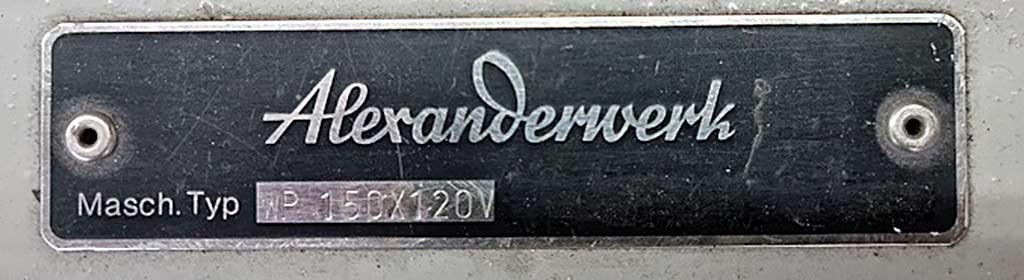 Alexanderwerk
Masch. Typ WP 150X120V